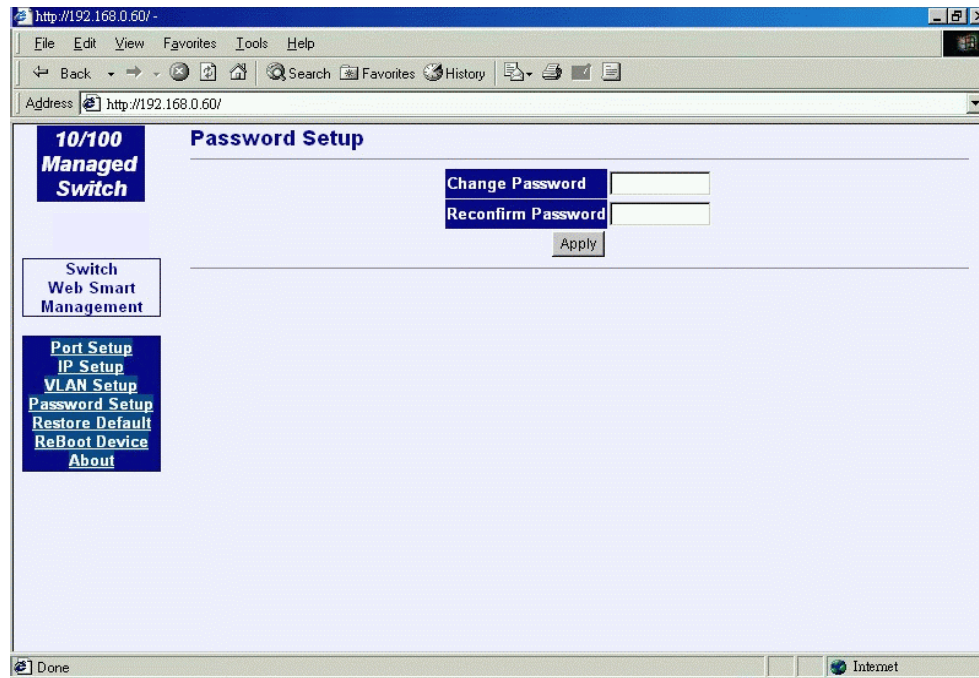 http://192.168.0.60/ -
File Edit View Favorites Tools Help
Back Search Favorites History
Address http://192.168.0.60/
10/100
Managed
Switch
Password Setup
Change Password
Reconfirm Password
Apply
Switch
Web Smart
Management
Port Setup
IP Setup
VLAN Setup
Password Setup
Restore Default
ReBoot Device
About
Done Internet